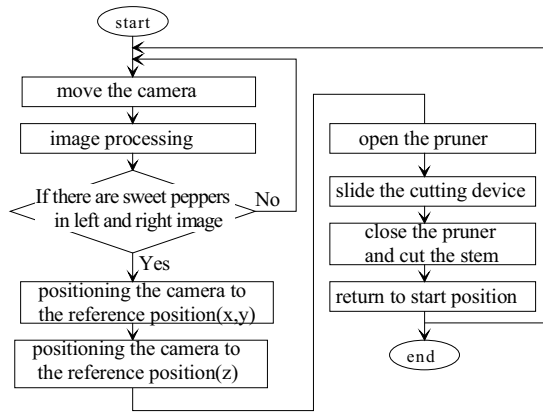 start
move the camera
image processing
If there are sweet peppers
in left and right image
No
Yes
positioning the camera to
the reference position(x,y)
positioning the camera to
the reference position(z)
open the pruner
slide the cutting device
close the pruner
and cut the stem
return to start position
end